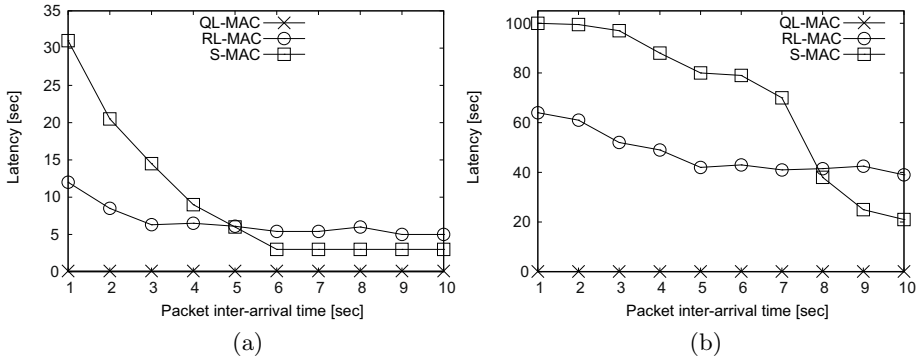 QL-MAC
RL-MAC
S-MAC
35
30
25
20
15
10
5
0
Latency [sec]
1 2 3 4 5 6 7 8 9 10
Packet inter-arrival time [sec]
(a)
QL-MAC
RL-MAC
S-MAC
100
80
60
40
20
0
Latency [sec]
1 2 3 4 5 6 7 8 9 10
Packet inter-arrival time [sec]
(b)